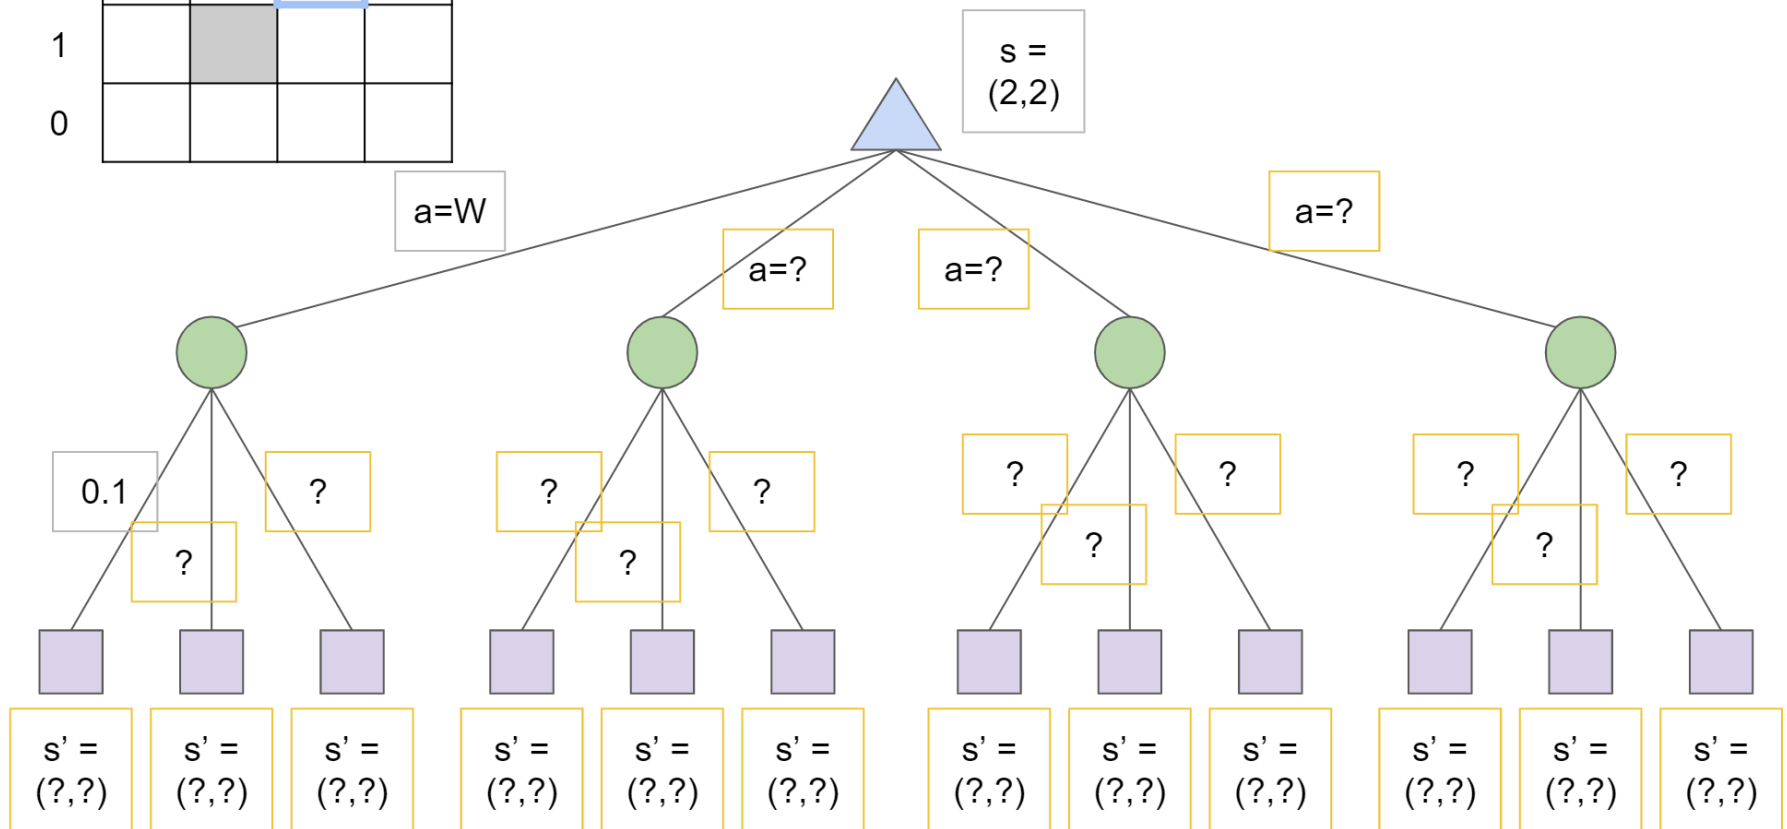 1
0
s =
(2,2)
a=W
a=?
a=?
a=?
0.1
?
?
?
?
?
?
?
?
?
?
?
s’ =
(?,?)
s’ =
(?,?)
s’ =
(?,?)
s’ =
(?,?)
s’ =
(?,?)
s’ =
(?,?)
s’ =
(?,?)
s’ =
(?,?)
s’ =
(?,?)
s’ =
(?,?)
s’ =
(?,?)
s’ =
(?,?)